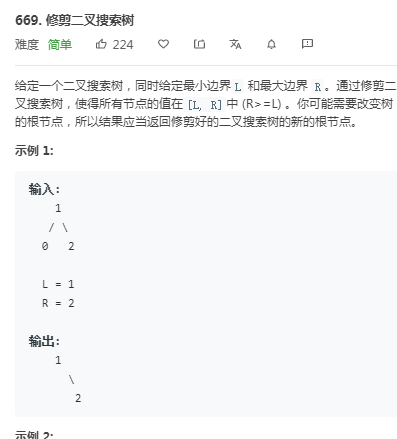 669. 修剪二叉搜索树
难度 简单 224
给定一个二叉搜索树，同时给定最小边界 L 和最大边界 R。通过修剪二
叉搜索树，使得所有节点的值在 [L, R] 中 (R>=L) 。你可能需要改变树
的根节点，所以结果应当返回修剪好的二叉搜索树的新的根节点。
示例 1:
输入:
1
/ \
0 2
L = 1
R = 2
输出:
1
\
2
示例 2: